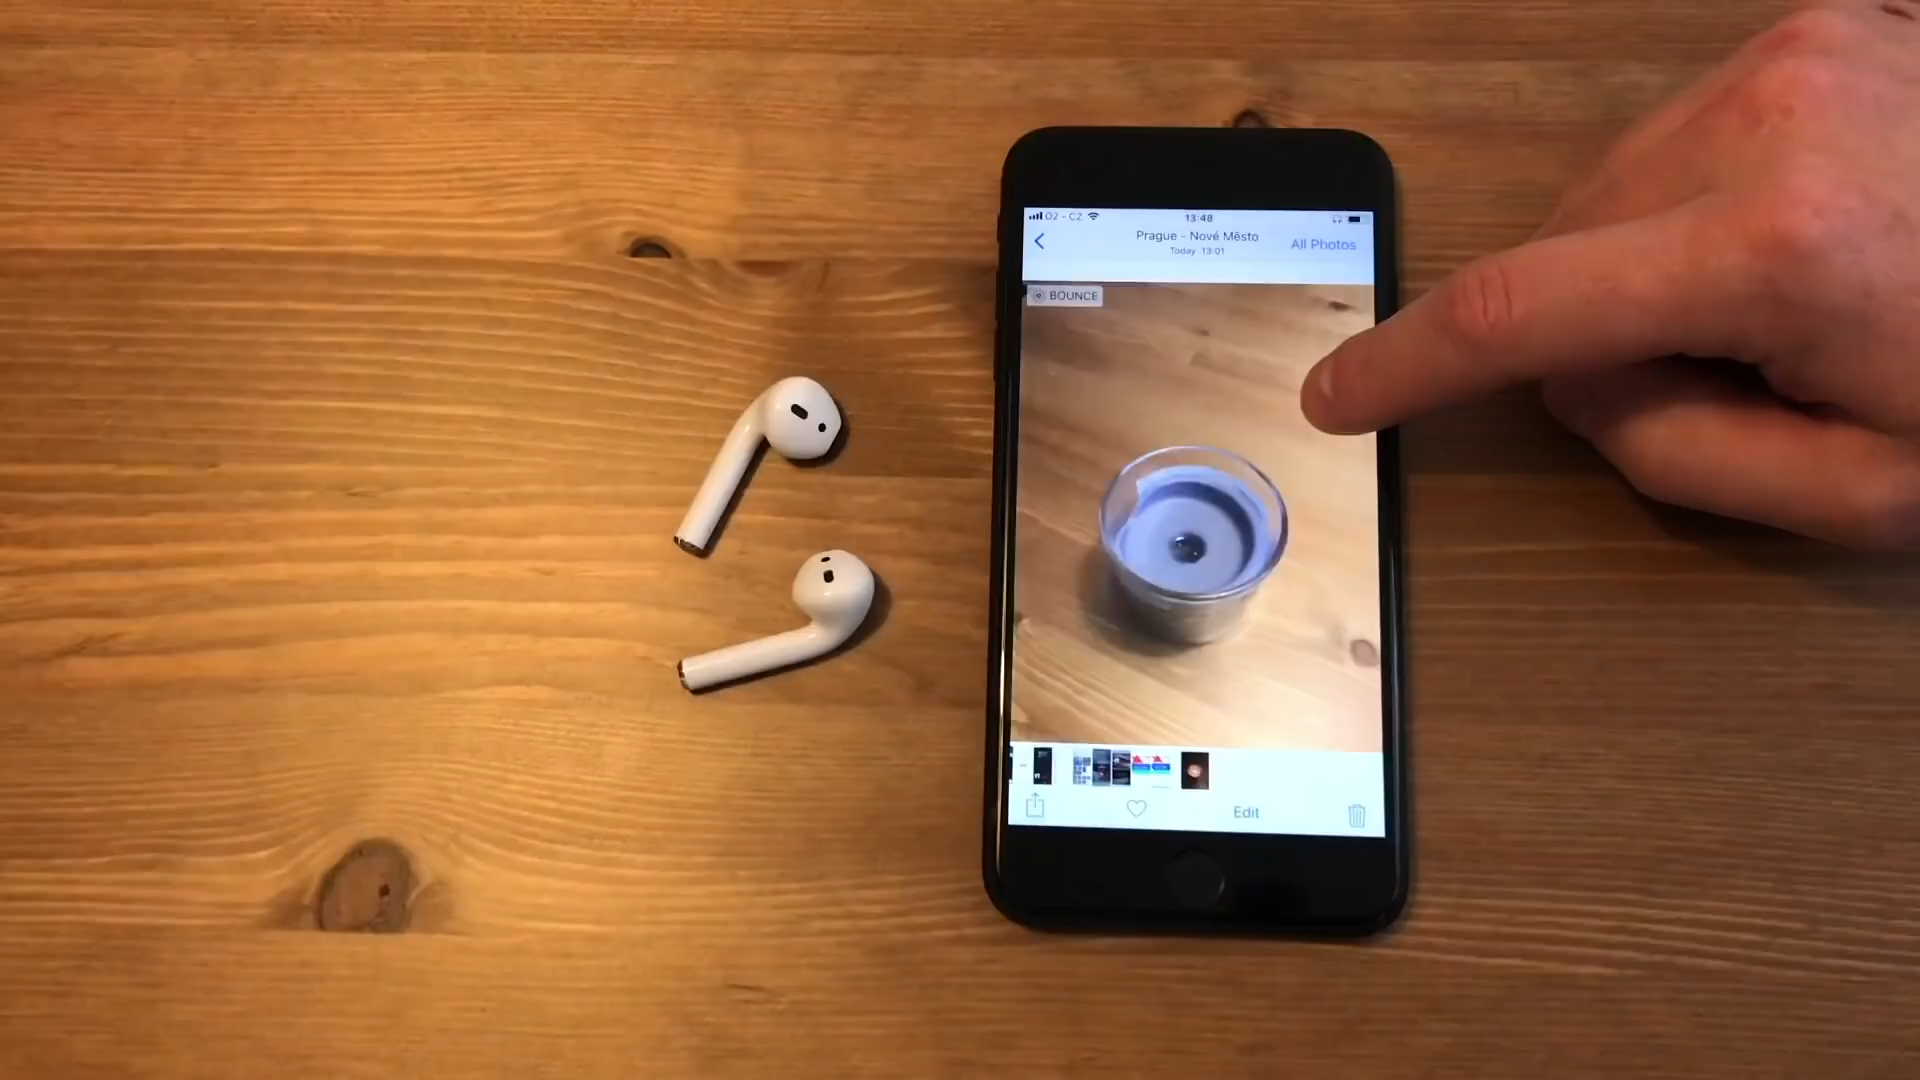 O2 - CZ 13:48
Prague - Nové Město
Today 13:01
All Photos
BOUNCE
Edit